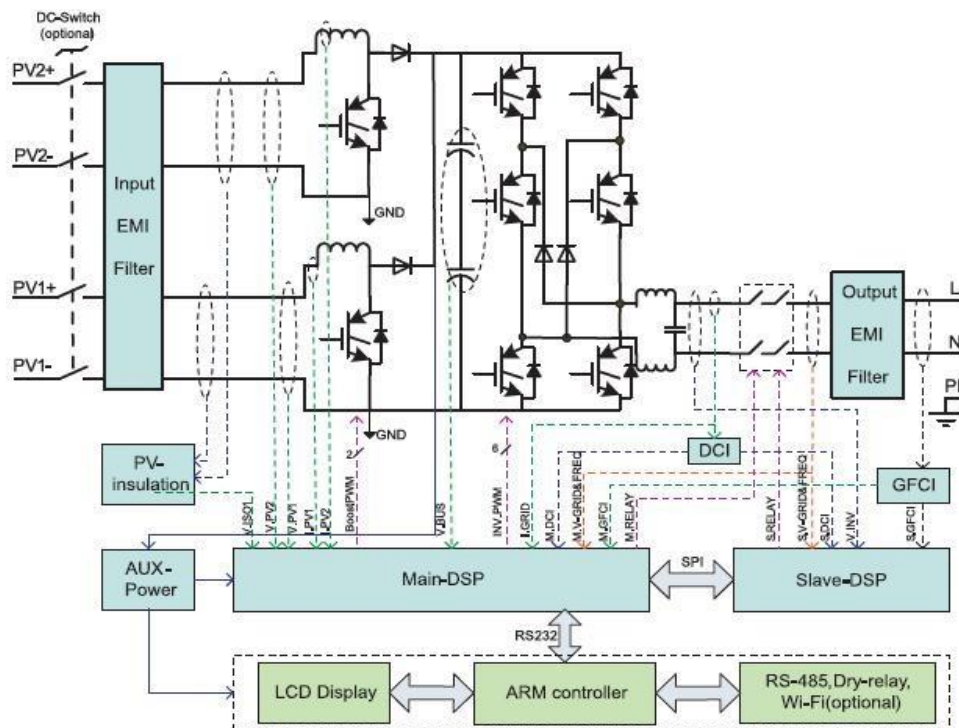 DC-Switch
(optional)
PV2+
PV2-
PV1+
PV1-
Input
EMI
Filter
GND
GND
Output
EMI
Filter
L
N
PE
PV-
insulation
AUX-
Power
DCI
GFCI
V_ISO1
V_PV2
V_PV1
I_PV1
I_PV2
2
BoostPWM
V_BUS
6
INV_PWM
I_GRID
M_DCI
M_V-GRID&FREQ
M_GFCI
M_RELAY
S_RELAY
S_V-GRID&FREQ
S_DCI
V_INV
S_GFCI
Main-DSP
SPI
Slave-DSP
RS232
LCD Display
ARM controller
RS-485,Dry-relay,
Wi-Fi(optional)